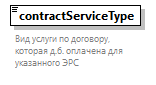 contractServiceType
Вид услуги по договору,
которая д.б. оплачена для
указанного ЭРС